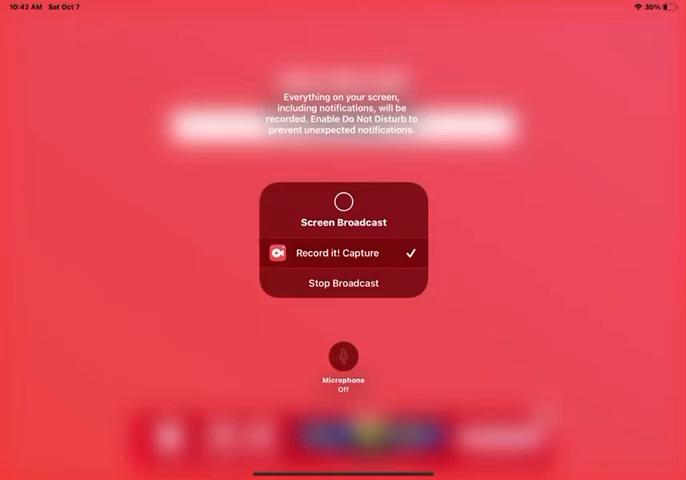 10:42 AM Sat Oct 7
30%
Everything on your screen,
including notifications, will be
recorded. Enable Do Not Disturb to
prevent unexpected notifications.
Screen Broadcast
Record it! Capture
Stop Broadcast
Microphone
Off